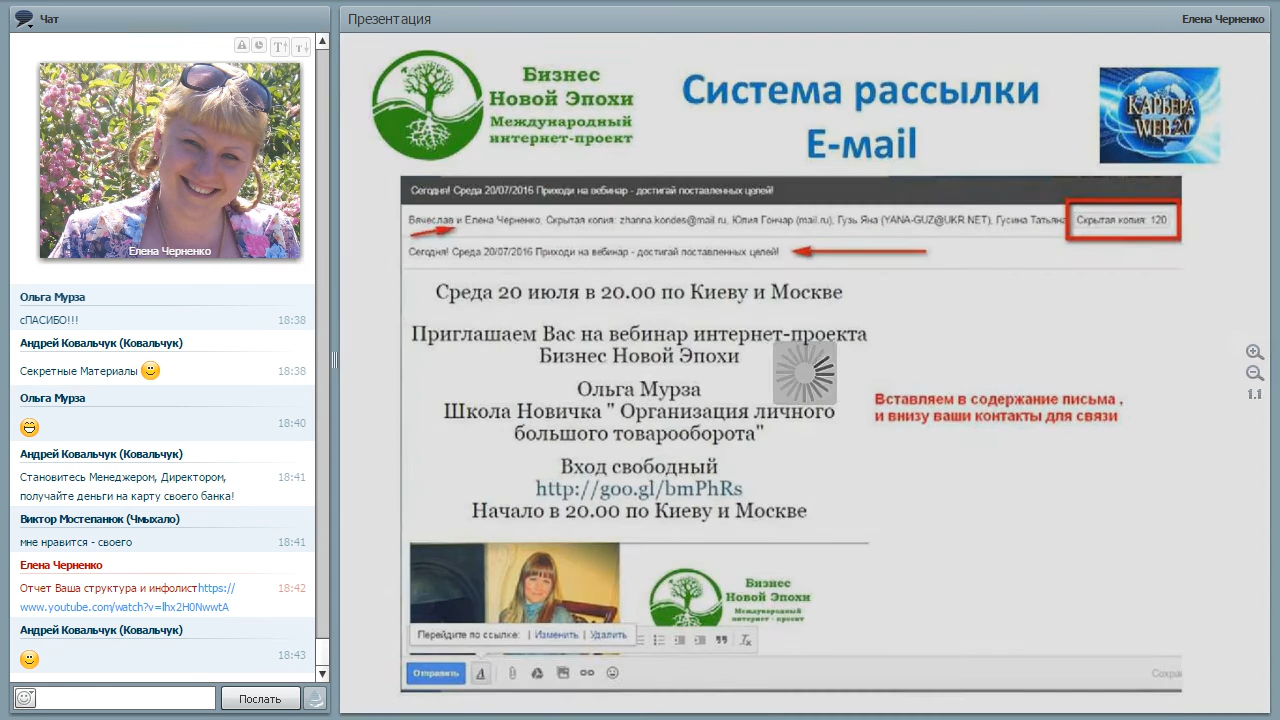 Чат
Елена Черненко
Ольга Мурза
сПАСИБО!!!
18:38
Андрей Ковальчук (Ковальчук)
Секретные Материалы
18:38
Ольга Мурза
18:40
Андрей Ковальчук (Ковальчук)
Становитесь Менеджером, Директором,
18:41
получайте деньги на карту своего банка!
Виктор Мостепанюк (Чмыхало)
мне нравится - своего
18:41
Елена Черненко
Отчет Ваша структура и инфолистhttps://
18:42
www.youtube.com/watch?v=lhx2H0NwwtA
Андрей Ковальчук (Ковальчук)
18:43
Послать
Презентация
Елена Черненко
Бизнес
Новой Эпохи
Международный
интернет-проект
Система рассылки
E-мail
КАРЬЕРА
WEB 2.0
Сегодня! Среда 20/07/2016 Приходи на вебинар - достигай поставленных целей!
Вячеслав и Елена Черненко, Скрытая копия: zhanna.kondes@mail.ru, Юлия Гончар (mail.ru), Гузь Яна (YANA-GUZ@UKR.NET), Гусина Татьяна
Скрытая копия: 120
Сегодня! Среда 20/07/2016 Приходи на вебинар - достигай поставленных целей!
Среда 20 июля в 20.00 по Киеву и Москве
Приглашаем Вас на вебинар интернет-проекта
Бизнес Новой Эпохи
Ольга Мурза
Школа Новичка " Организация личного
большого товарооборота"
Вставляем в содержание письма ,
и внизу ваши контакты для связи
Вход свободный
http://goo.gl/bmPhRs
Начало в 20.00 по Киеву и Москве
Бизнес
Новой Эпохи
Международный
интернет - проект
Перейдите по ссылке: | Изменить | Удалить
Отправить
Сохра
1:1